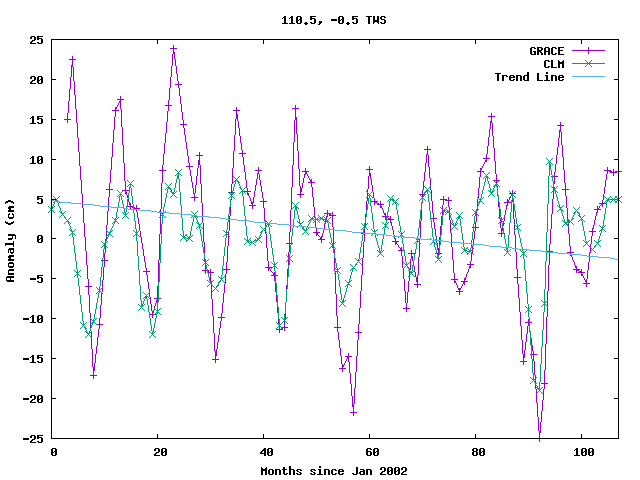 110.5, -0.5 TWS
25
20
15
10
5
0
-5
-10
-15
-20
-25
Anomaly (cm)
GRACE
CLM
Trend Line
0 20 40 60 80 100
Months since Jan 2002